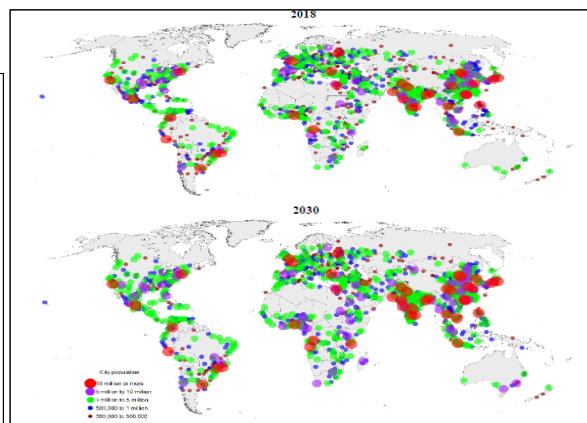 2018
2030
City population
10 million or more
5 million to 10 million
1 million to 5 million
500,000 to 1 million
300,000 to 500,000